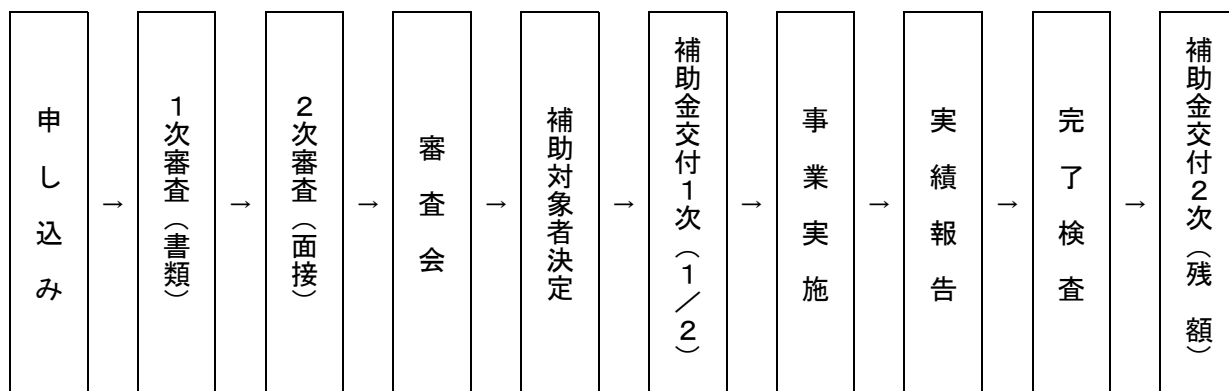 申し込み
→
1次審査（書類）
→
2次審査（面接）
→
審査会
→
補助対象者決定
→
補助金交付1次（1／2）
→
事業実施
→
実績報告
→
完了検査
→
補助金交付2次（残 額）